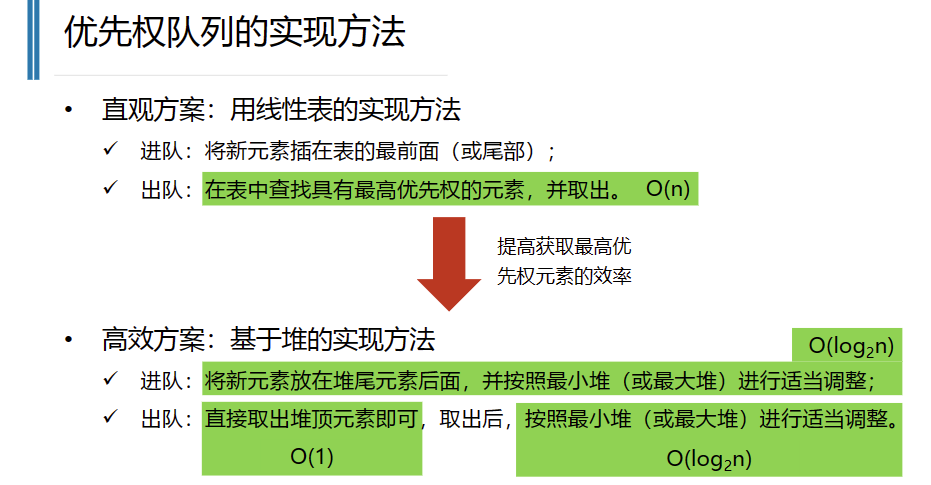 优先权队列的实现方法
• 直观方案：用线性表的实现方法
✓ 进队：将新元素插在表的最前面（或尾部）；
✓ 出队：在表中查找具有最高优先权的元素，并取出。 O(n)
提高获取最高优
先权元素的效率
• 高效方案：基于堆的实现方法
O(log₂n)
✓ 进队：将新元素放在堆尾元素后面，并按照最小堆（或最大堆）进行适当调整；
✓ 出队：直接取出堆顶元素即可，取出后，按照最小堆（或最大堆）进行适当调整。
O(1) O(log₂n)